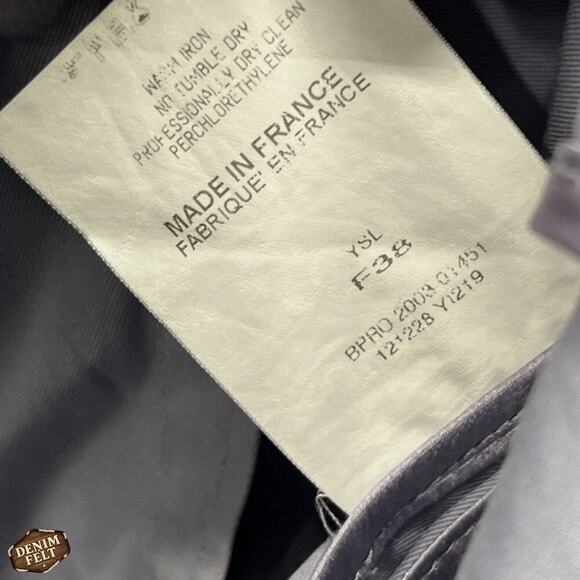 WARM IRON
NO TUMBLE DRY
PROFESSIONALLY DRY CLEAN
PERCHLORETHYLENE
MADE IN FRANCE
FABRIQUE' EN FRANCE
YSL
F38
BPRO 2003 01451
121228 Y1219
DENIM
FELT